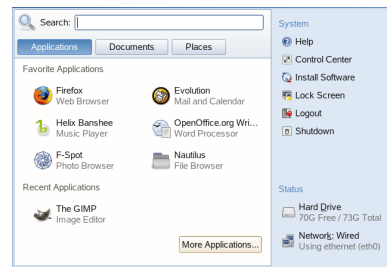 Search:
Applications
Documents
Places
Favorite Applications
Firefox
Web Browser
Evolution
Mail and Calendar
Helix Banshee
Music Player
OpenOffice.org Wri...
Word Processor
F-Spot
Photo Browser
Nautilus
File Browser
Recent Applications
The GIMP
Image Editor
More Applications...
System
Help
Control Center
Install Software
Lock Screen
Logout
Shutdown
Status
Hard Drive
70G Free / 73G Total
Network: Wired
Using ethernet (eth0)